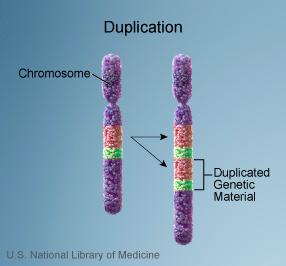 Duplication
Chromosome
Duplicated
Genetic
Material
U.S. National Library of Medicine